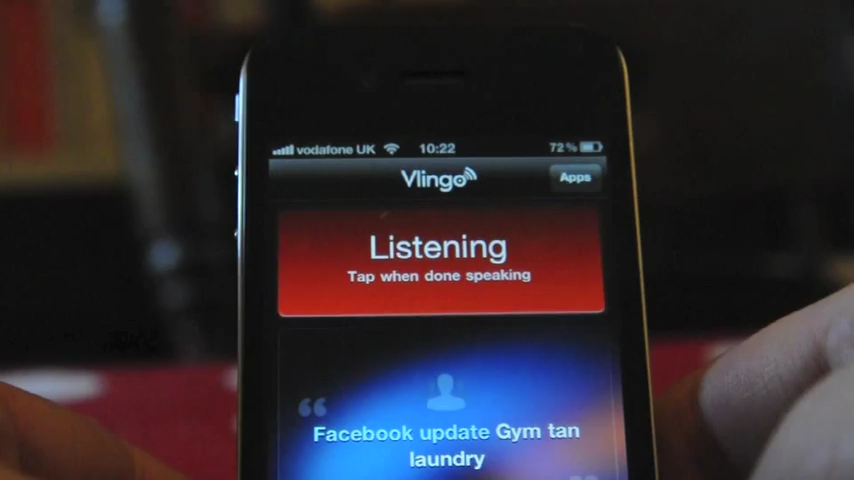 vodafone UK 10:22 72%
Vlingo
Apps
Listening
Tap when done speaking
“
Facebook update Gym tan
laundry